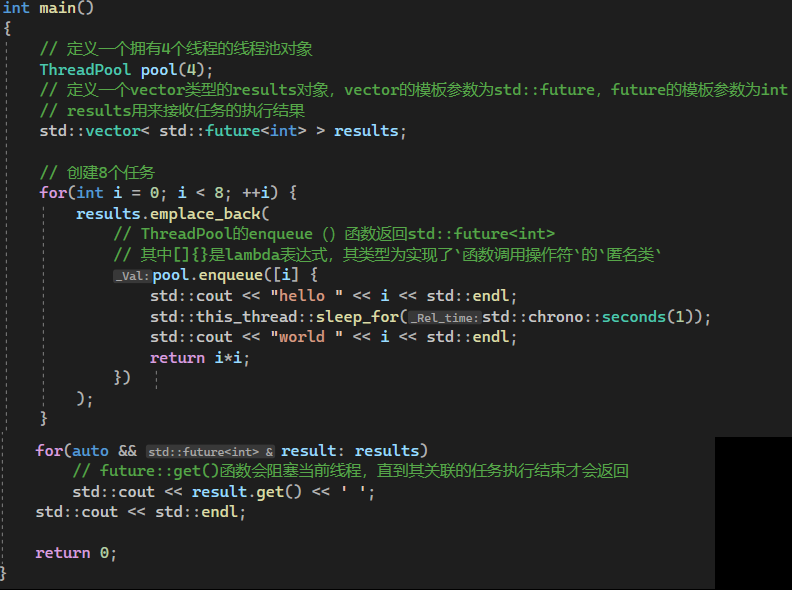 int main()
{
    // 定义一个拥有4个线程的线程池对象
    ThreadPool pool(4);
    // 定义一个vector类型的results对象，vector的模板参数为std::future，future的模板参数为int
    // results用来接收任务的执行结果
    std::vector< std::future<int> > results;

    // 创建8个任务
    for(int i = 0; i < 8; ++i) {
        results.emplace_back(
            // ThreadPool的enqueue（）函数返回std::future<int>
            // 其中[]{}是lambda表达式，其类型为实现了`函数调用操作符`的`匿名类`
            _Val: pool.enqueue([i] {
                std::cout << "hello " << i << std::endl;
                std::this_thread::sleep_for( _Rel_time: std::chrono::seconds(1));
                std::cout << "world " << i << std::endl;
                return i*i;
            })
        );
    }

    for(auto && std::future<int> & result: results)
        // future::get()函数会阻塞当前线程，直到其关联的任务执行结束才会返回
        std::cout << result.get() << ' ';
    std::cout << std::endl;

    return 0;
}